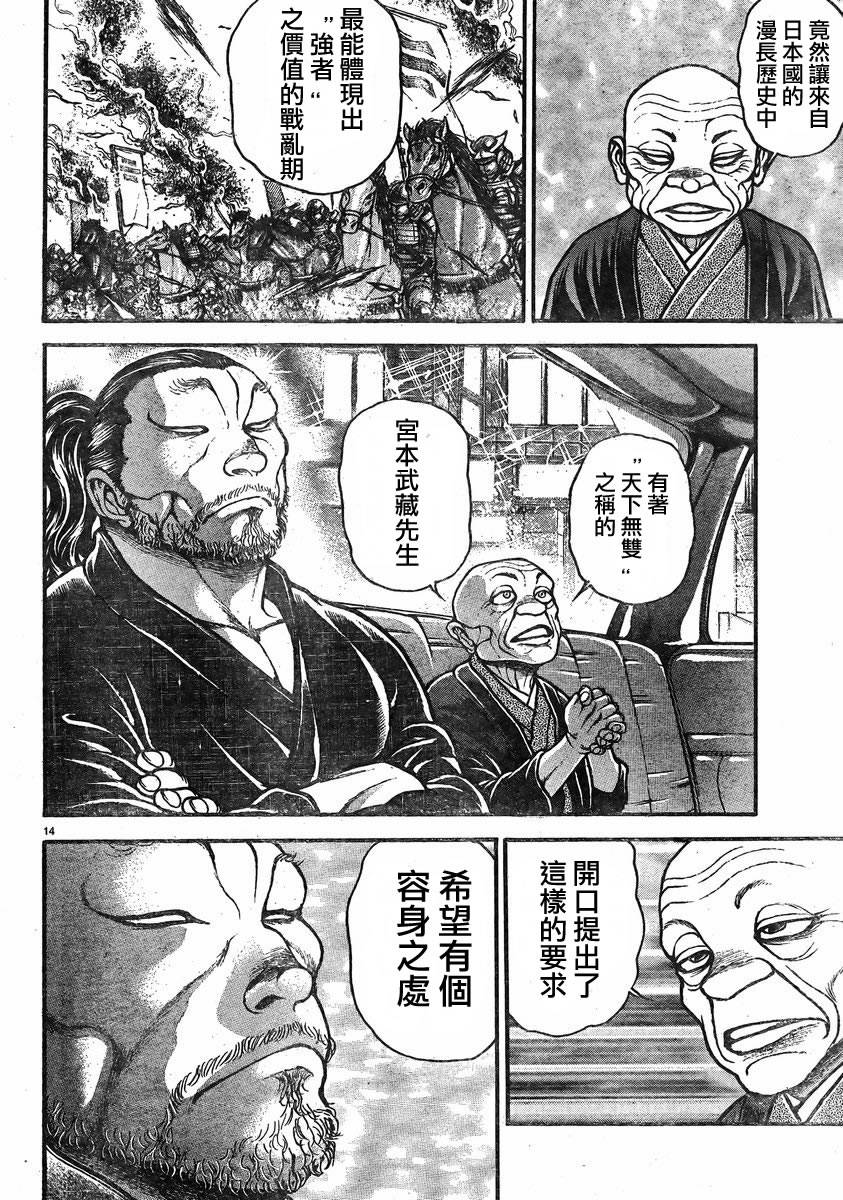 竟然讓來自
日本國的
漫長歷史中
最能體現出
”強者“
之價值的戰亂期
有著
”天下無雙“
之稱的
宮本武藏先生
14
開口提出了
這樣的要求
希望有個
容身之處